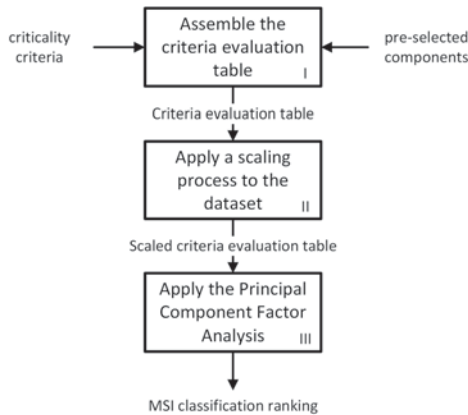 criticality
criteria
Assemble the
criteria evaluation
table
I
pre-selected
components
Criteria evaluation table
Apply a scaling
process to the
dataset
II
Scaled criteria evaluation table
Apply the Principal
Component Factor
Analysis
III
MSI classification ranking